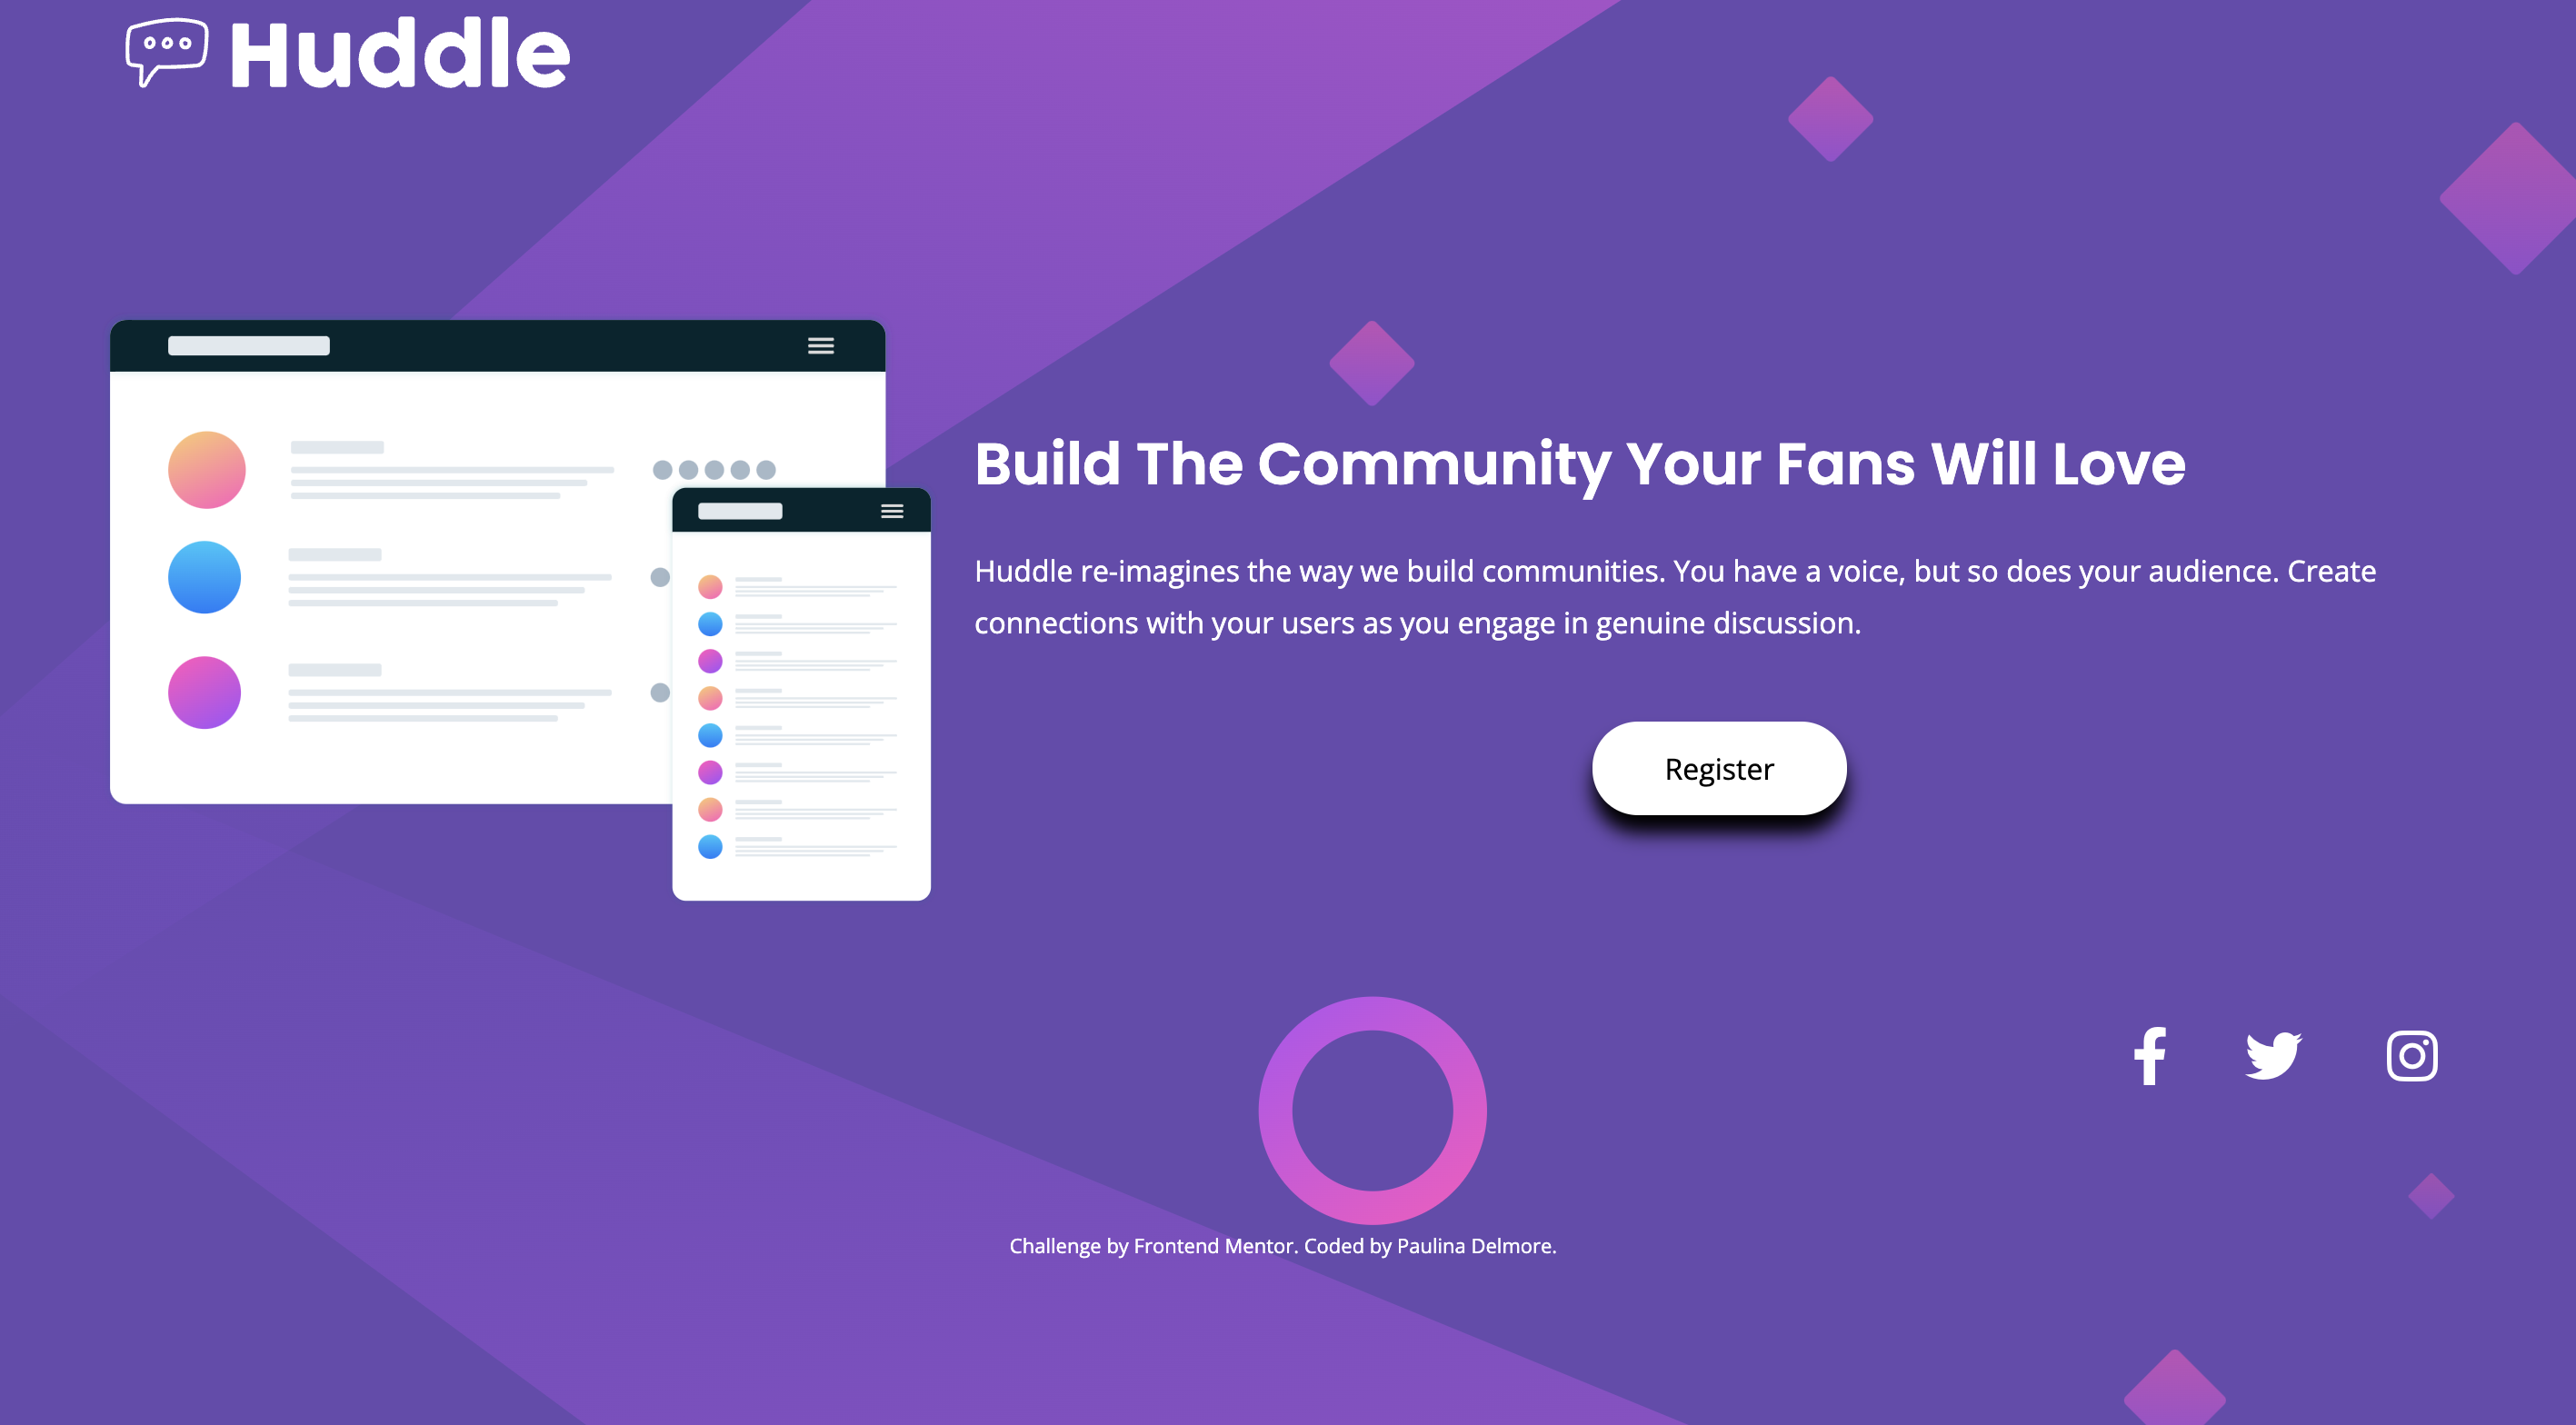 Huddle
Build The Community Your Fans Will Love
Huddle re-imagines the way we build communities. You have a voice, but so does your audience. Create
connections with your users as you engage in genuine discussion.
Register
Challenge by Frontend Mentor. Coded by Paulina Delmore.